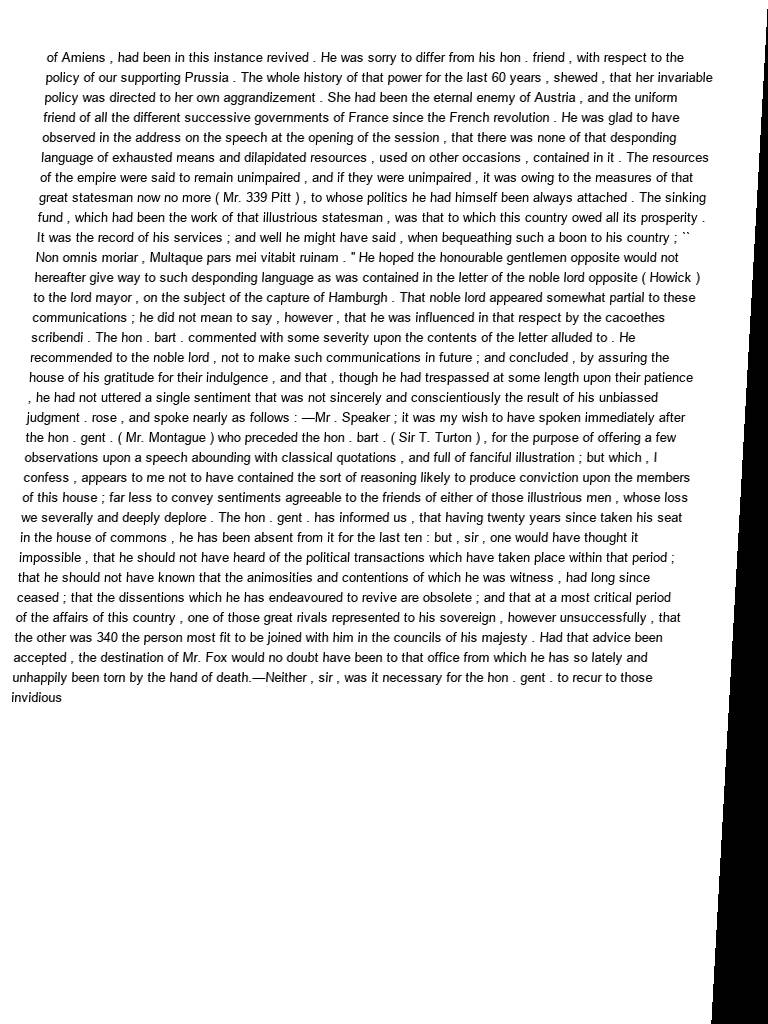 of Amiens , had been in this instance revived . He was sorry to differ from his hon . friend , with respect to the
policy of our supporting Prussia . The whole history of that power for the last 60 years , shewed , that her invariable
policy was directed to her own aggrandizement . She had been the eternal enemy of Austria , and the uniform
friend of all the different successive governments of France since the French revolution . He was glad to have
observed in the address on the speech at the opening of the session , that there was none of that desponding
language of exhausted means and dilapidated resources , used on other occasions , contained in it . The resources
of the empire were said to remain unimpaired , and if they were unimpaired , it was owing to the measures of that
great statesman now no more ( Mr. 339 Pitt ) , to whose politics he had himself been always attached . The sinking
fund , which had been the work of that illustrious statesman , was that to which this country owed all its prosperity .
It was the record of his services ; and well he might have said , when bequeathing such a boon to his country ; ``
Non omnis moriar , Multaque pars mei vitabit ruinam . " He hoped the honourable gentlemen opposite would not
hereafter give way to such desponding language as was contained in the letter of the noble lord opposite ( Howick )
to the lord mayor , on the subject of the capture of Hamburgh . That noble lord appeared somewhat partial to these
communications ; he did not mean to say , however , that he was influenced in that respect by the cacoethes
scribendi . The hon . bart . commented with some severity upon the contents of the letter alluded to . He
recommended to the noble lord , not to make such communications in future ; and concluded , by assuring the
house of his gratitude for their indulgence , and that , though he had trespassed at some length upon their patience
, he had not uttered a single sentiment that was not sincerely and conscientiously the result of his unbiassed
judgment . rose , and spoke nearly as follows : —Mr . Speaker ; it was my wish to have spoken immediately after
the hon . gent . ( Mr. Montague ) who preceded the hon . bart . ( Sir T. Turton ) , for the purpose of offering a few
observations upon a speech abounding with classical quotations , and full of fanciful illustration ; but which , I
confess , appears to me not to have contained the sort of reasoning likely to produce conviction upon the members
of this house ; far less to convey sentiments agreeable to the friends of either of those illustrious men , whose loss
we severally and deeply deplore . The hon . gent . has informed us , that having twenty years since taken his seat
in the house of commons , he has been absent from it for the last ten : but , sir , one would have thought it
impossible , that he should not have heard of the political transactions which have taken place within that period ;
that he should not have known that the animosities and contentions of which he was witness , had long since
ceased ; that the dissentions which he has endeavoured to revive are obsolete ; and that at a most critical period
of the affairs of this country , one of those great rivals represented to his sovereign , however unsuccessfully , that
the other was 340 the person most fit to be joined with him in the councils of his majesty . Had that advice been
accepted , the destination of Mr. Fox would no doubt have been to that office from which he has so lately and
unhappily been torn by the hand of death.—Neither , sir , was it necessary for the hon . gent . to recur to those
invidious